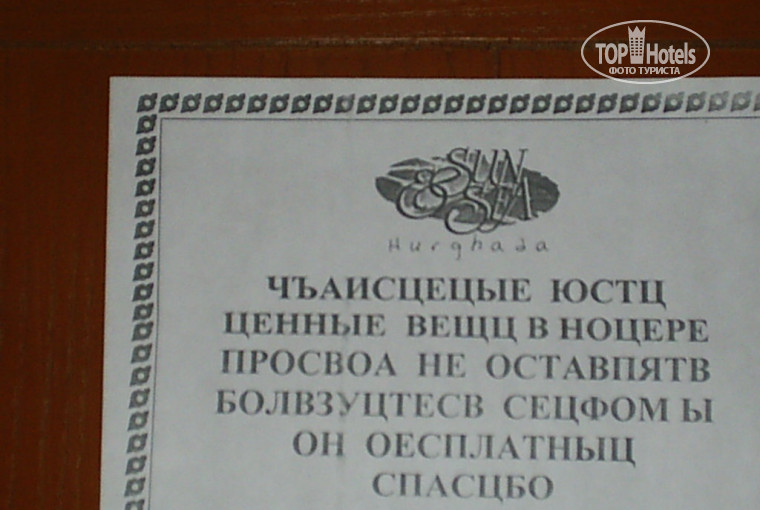 TOP Hotels
ФОТО ТУРИСТА
SUN
& SEA
Hurghada
ЧЪАИСЦЕЦЫЕ ЮСТЦ
ЦЕННЫЕ ВЕЩЦ В НОЦЕРЕ
ПРОСВОА НЕ ОСТАВПЯТВ
БОЛВЗУЦТЕСВ СЕЦФОМ Ы
ОН ОЕСПЛАТНЫЦ
СПАСЦБО